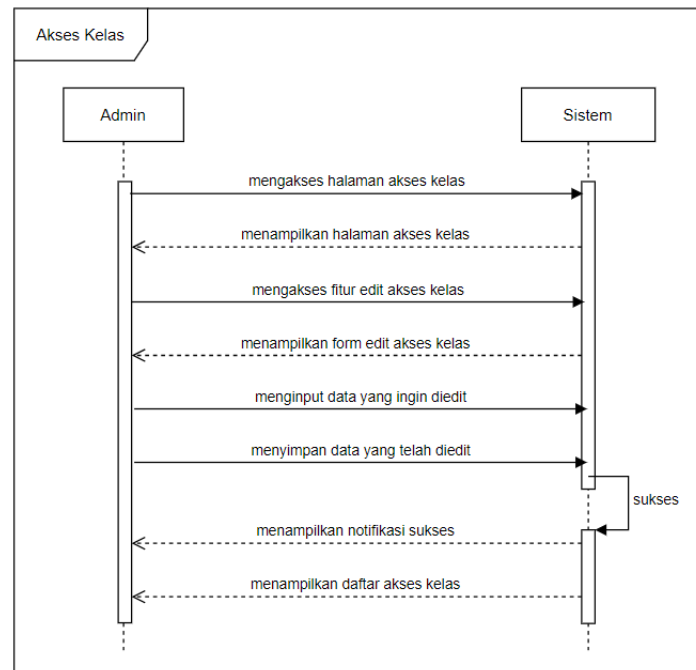 Akses Kelas
Admin
Sistem
mengakses halaman akses kelas
menampilkan halaman akses kelas
mengakses fitur edit akses kelas
menampilkan form edit akses kelas
menginput data yang ingin diedit
menyimpan data yang telah diedit
sukses
menampilkan notifikasi sukses
menampilkan daftar akses kelas